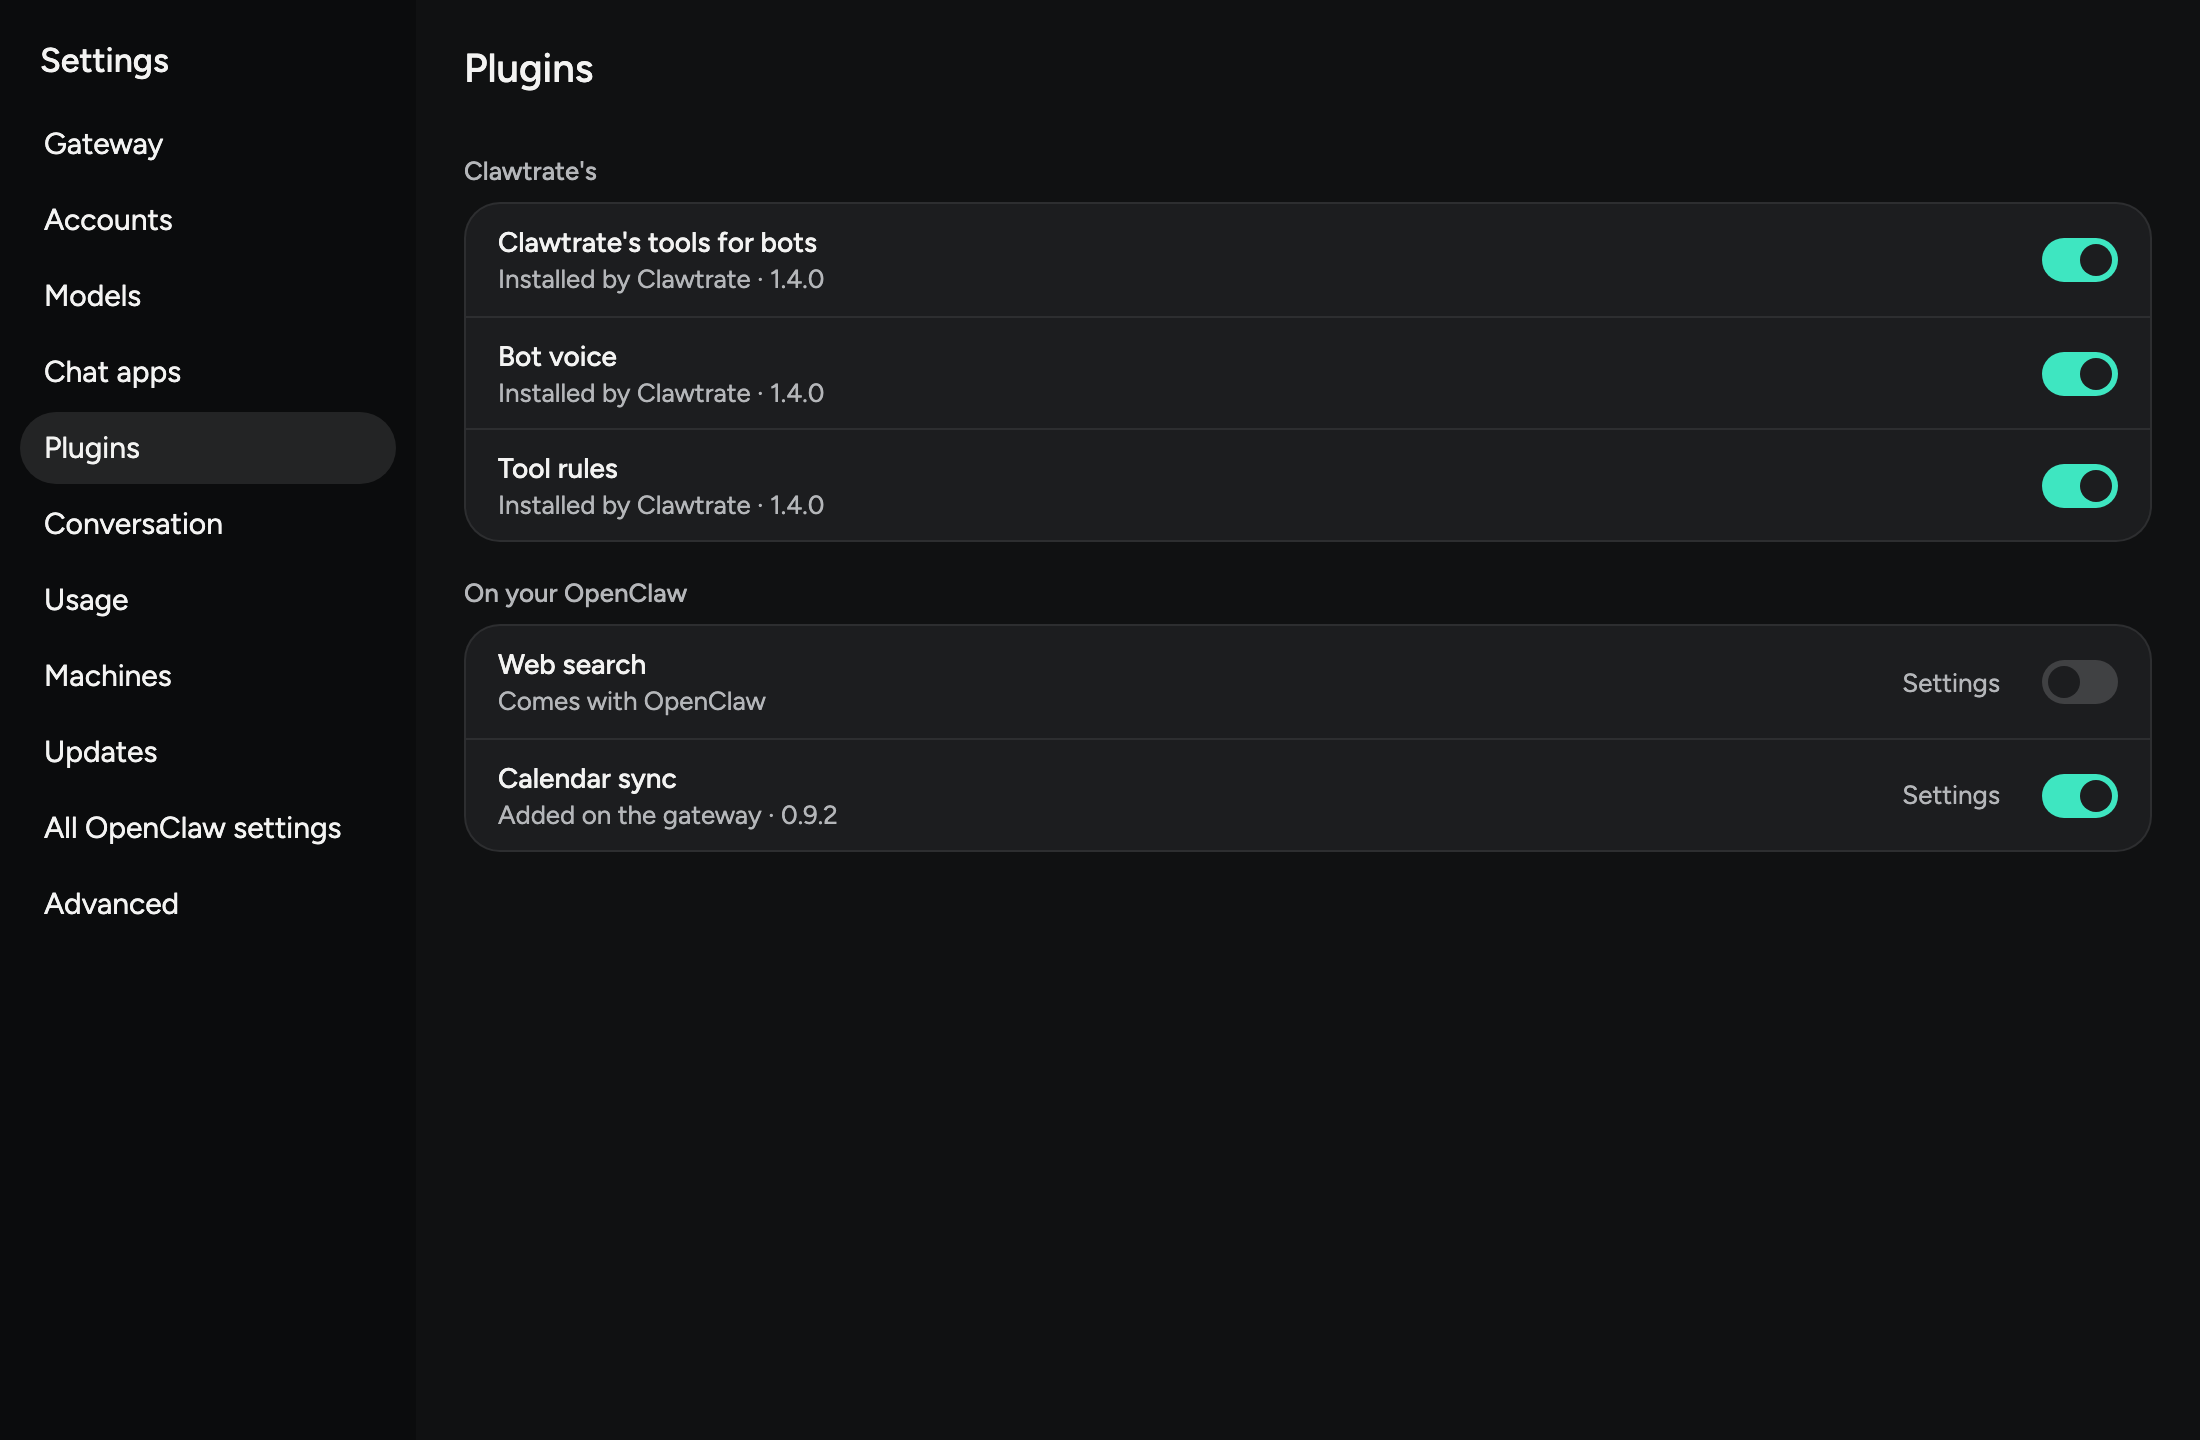 Settings
Gateway
Accounts
Models
Chat apps
Plugins
Conversation
Usage
Machines
Updates
All OpenClaw settings
Advanced
Plugins
Clawtrate's
Clawtrate's tools for bots
Installed by Clawtrate · 1.4.0
Bot voice
Installed by Clawtrate · 1.4.0
Tool rules
Installed by Clawtrate · 1.4.0
On your OpenClaw
Web search
Comes with OpenClaw
Settings
Calendar sync
Added on the gateway · 0.9.2
Settings